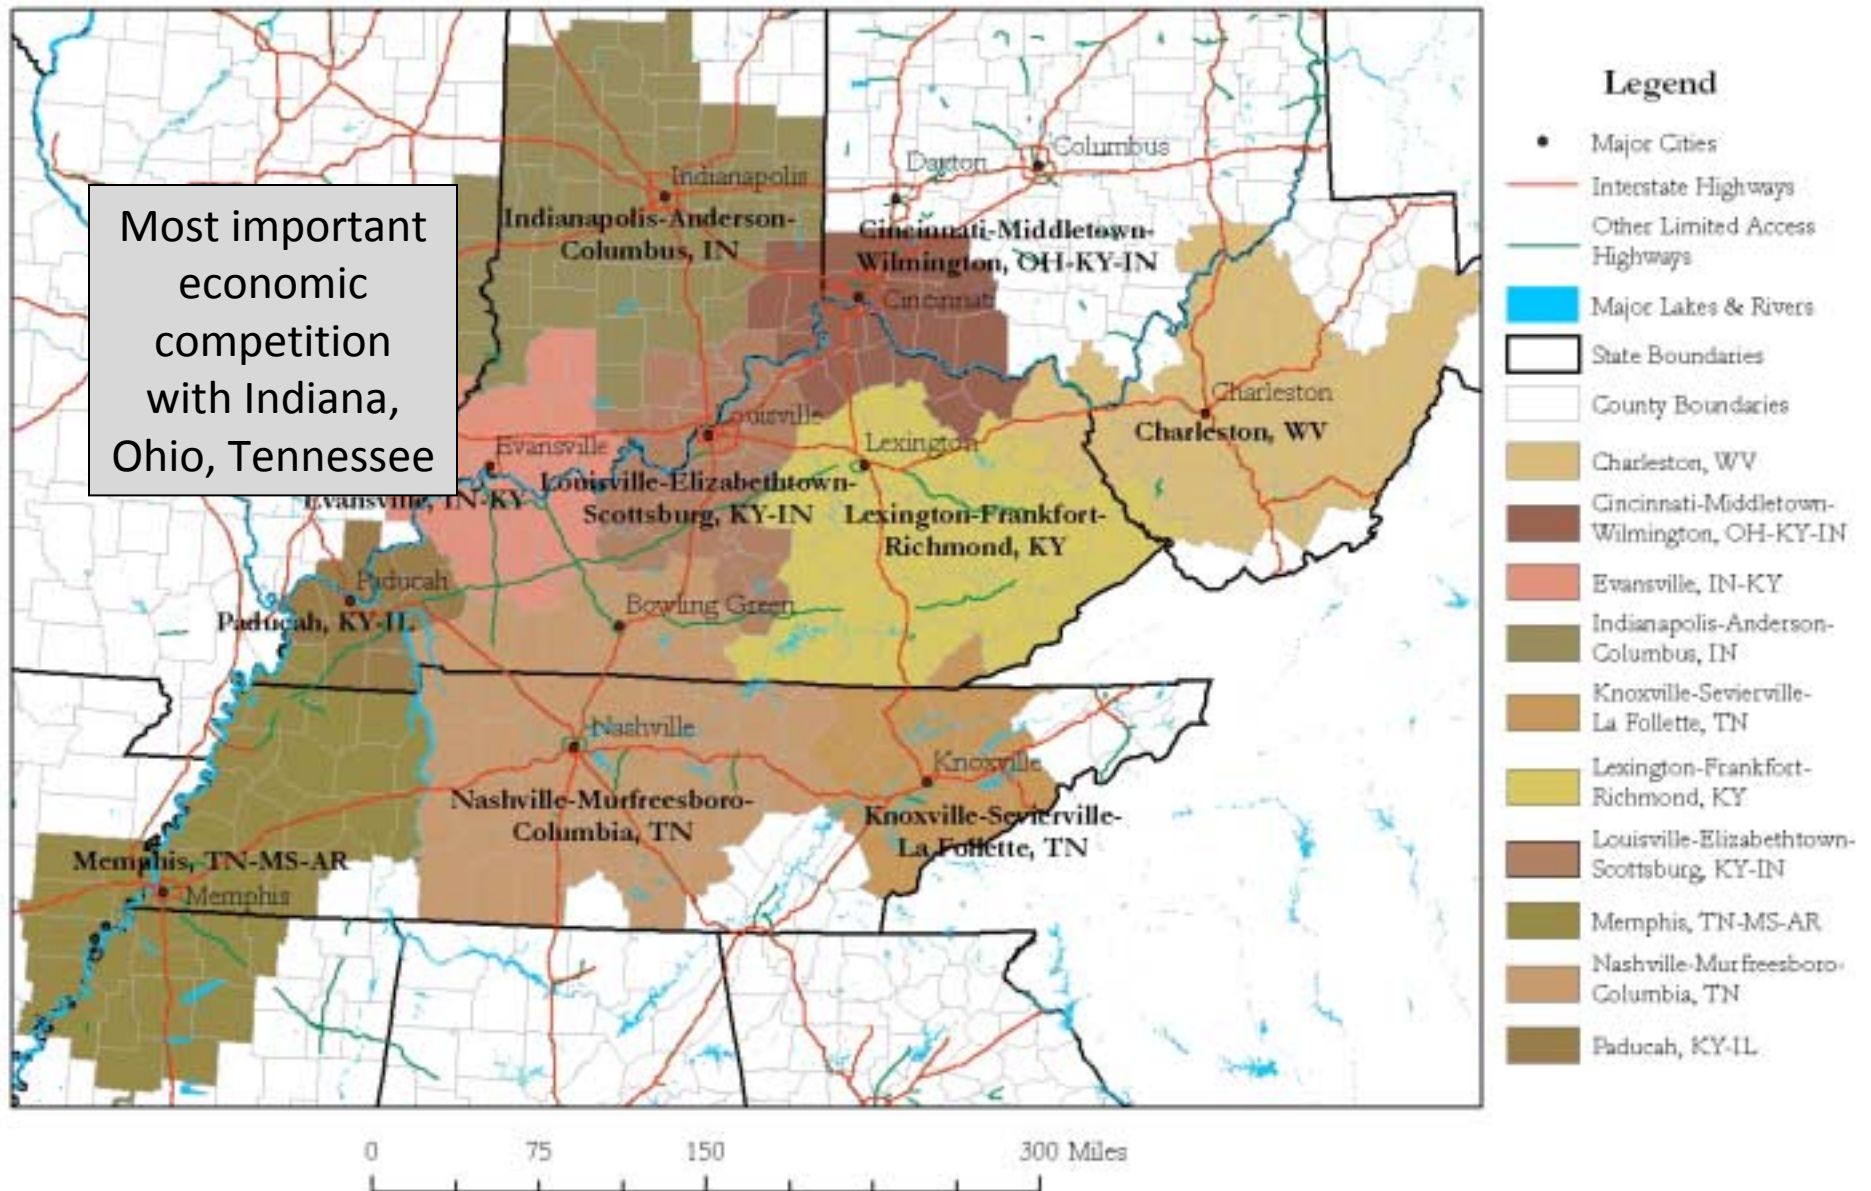 Most important
economic
competition
with Indiana,
Ohio, Tennessee
Indianapolis
Indianapolis-Anderson-
Columbus, IN
Dayton
Columbus
Cincinnati-Middletown-
Wilmington, OH-KY-IN
Cincinnati
Charleston
Charleston, WV
Louisville
Louisville-Elizabethtown-
Scottsburg, KY-IN
Lexington
Lexington-Frankfort-
Richmond, KY
Evansville
Evansville, IN-KY
Paducah
Paducah, KY-IL
Bowling Green
Nashville
Nashville-Murfreesboro-
Columbia, TN
Knoxville
Knoxville-Sevierville-
La Follette, TN
Memphis, TN-MS-AR
Memphis
0 75 150 300 Miles
Legend
Major Cities
Interstate Highways
Other Limited Access
Highways
Major Lakes & Rivers
State Boundaries
County Boundaries
Charleston, WV
Cincinnati-Middletown-
Wilmington, OH-KY-IN
Evansville, IN-KY
Indianapolis-Anderson-
Columbus, IN
Knoxville-Sevierville-
La Follette, TN
Lexington-Frankfort-
Richmond, KY
Louisville-Elizabethtown-
Scottsburg, KY-IN
Memphis, TN-MS-AR
Nashville-Murfreesboro-
Columbia, TN
Paducah, KY-IL